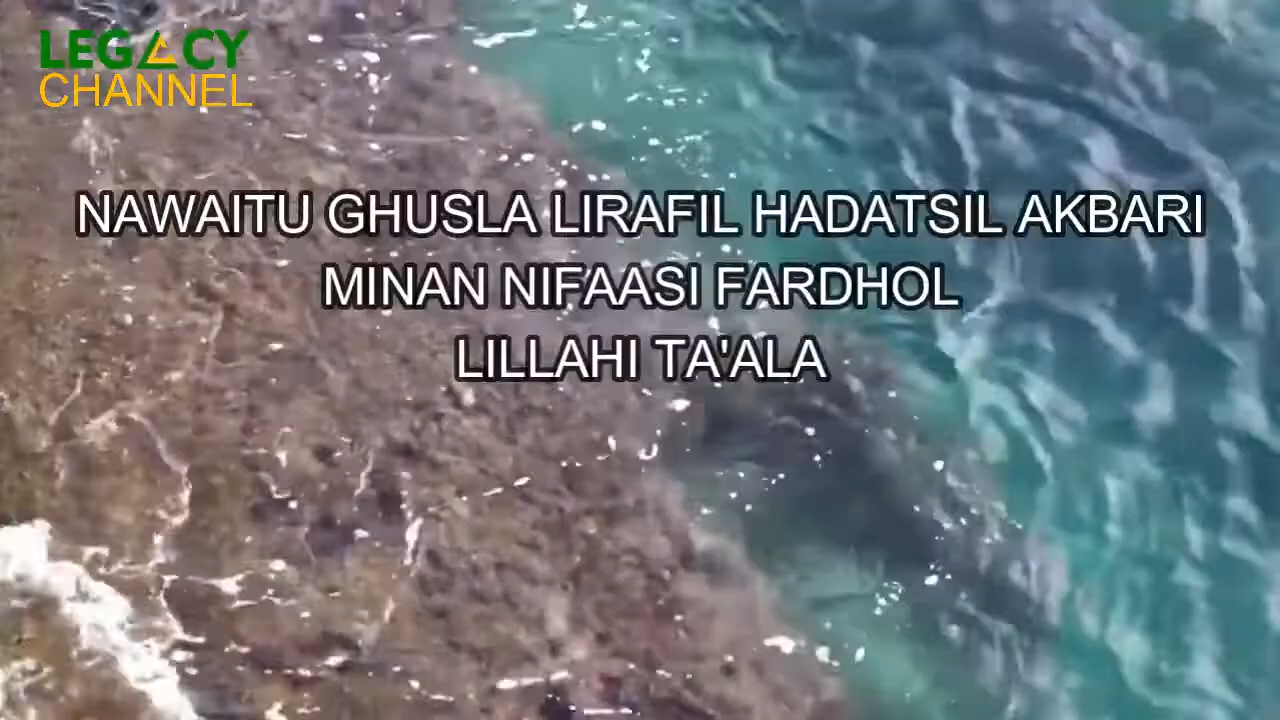 LEGACY
CHANNEL
NAWAITU GHUSLA LIRAFIL HADATSIL AKBARI
MINAN NIFAASI FARDHOL
LILLAHI TA'ALA